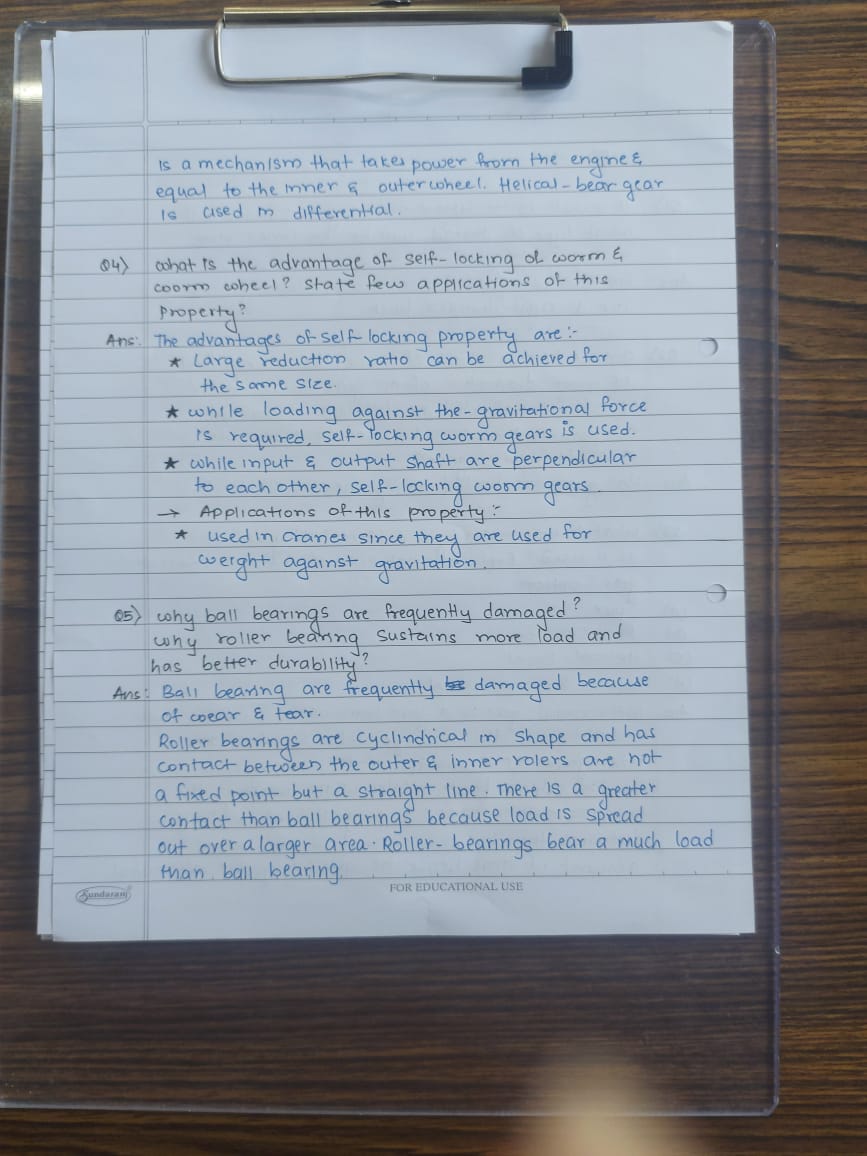 is a mechanism that takes power from the engine &
equal to the inner & outer wheel. Helical-bear gear
is used in differential.
Q4) what is the advantage of self-locking of worm &
worm wheel? State few applications of this
property?
Ans:. The advantages of self locking property are:-
★ Large reduction ratio can be achieved for
the same size.
★ while loading against the-gravitational force
is required, self-locking worm gears is used.
★ while input & output shaft are perpendicular
to each other, self-locking worm gears.
→ Applications of this property:-
★ used in cranes since they are used for
weight against gravitation.
Q5) why ball bearings are frequently damaged?
why roller bearing sustains more load and
has better durability?
Ans: Ball bearing are frequently damaged because
of wear & tear.
Roller bearings are cyclindrical in shape and has
contact between the outer & inner rolers are not
a fixed point but a straight line. There is a greater
contact than ball bearings because load is spread
out over a larger area. Roller-bearings bear a much load
than ball bearing.
Sundaram
FOR EDUCATIONAL USE